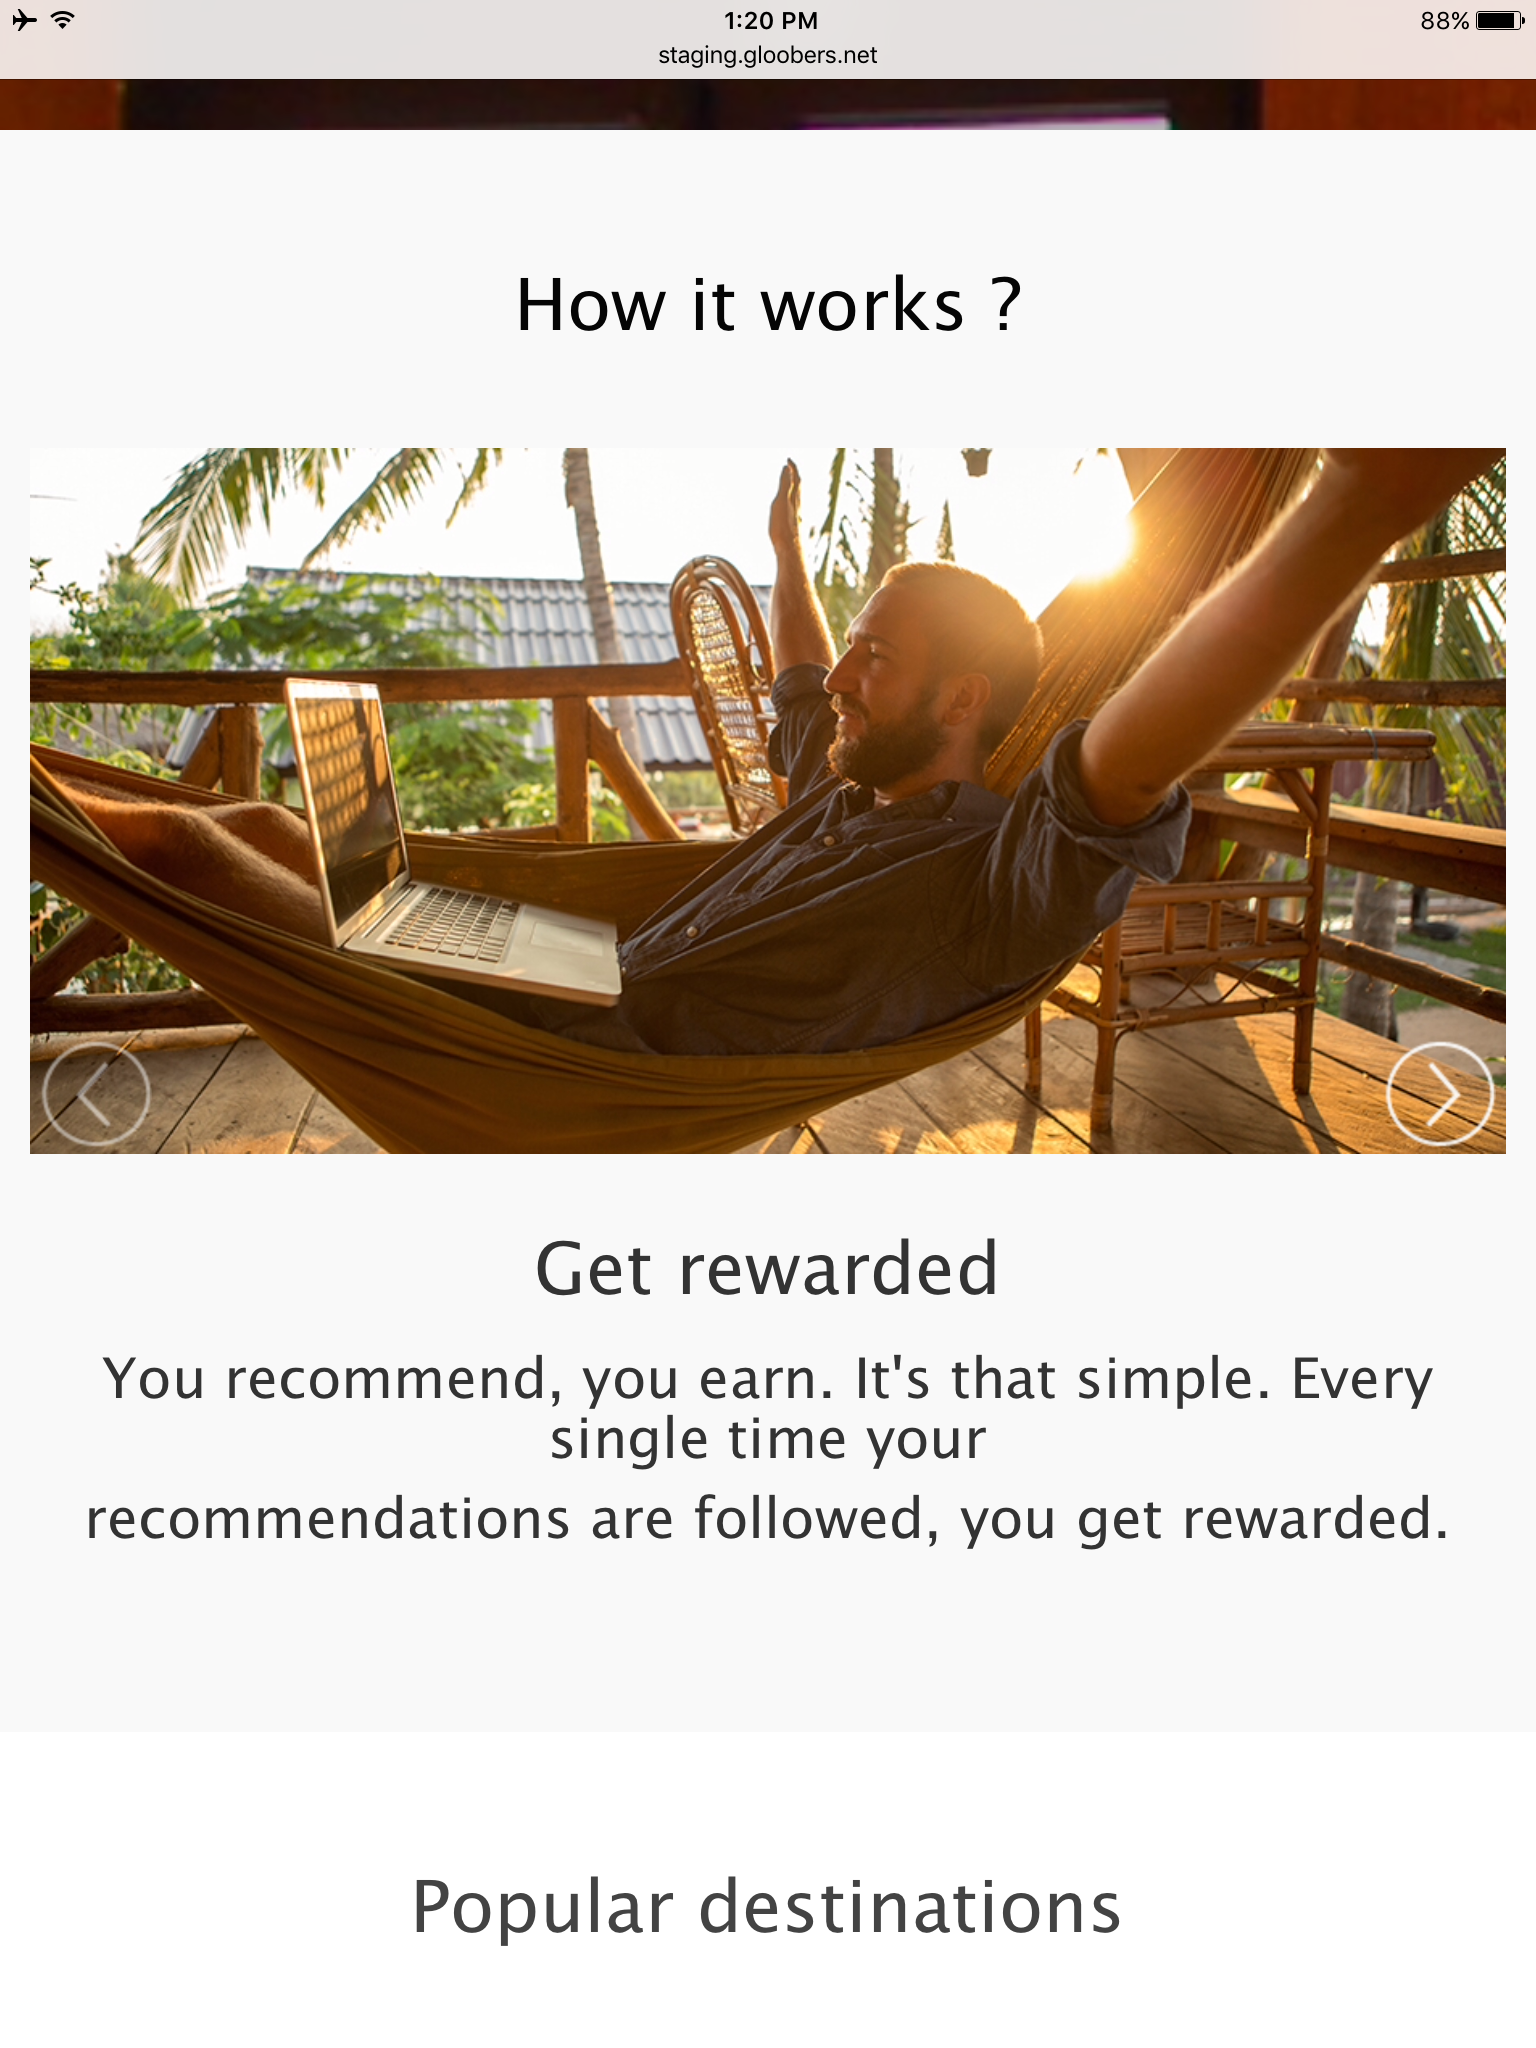 1:20 PM
88%
staging.gloobers.net
How it works ?
Get rewarded
You recommend, you earn. It's that simple. Every
single time your
recommendations are followed, you get rewarded.
Popular destinations